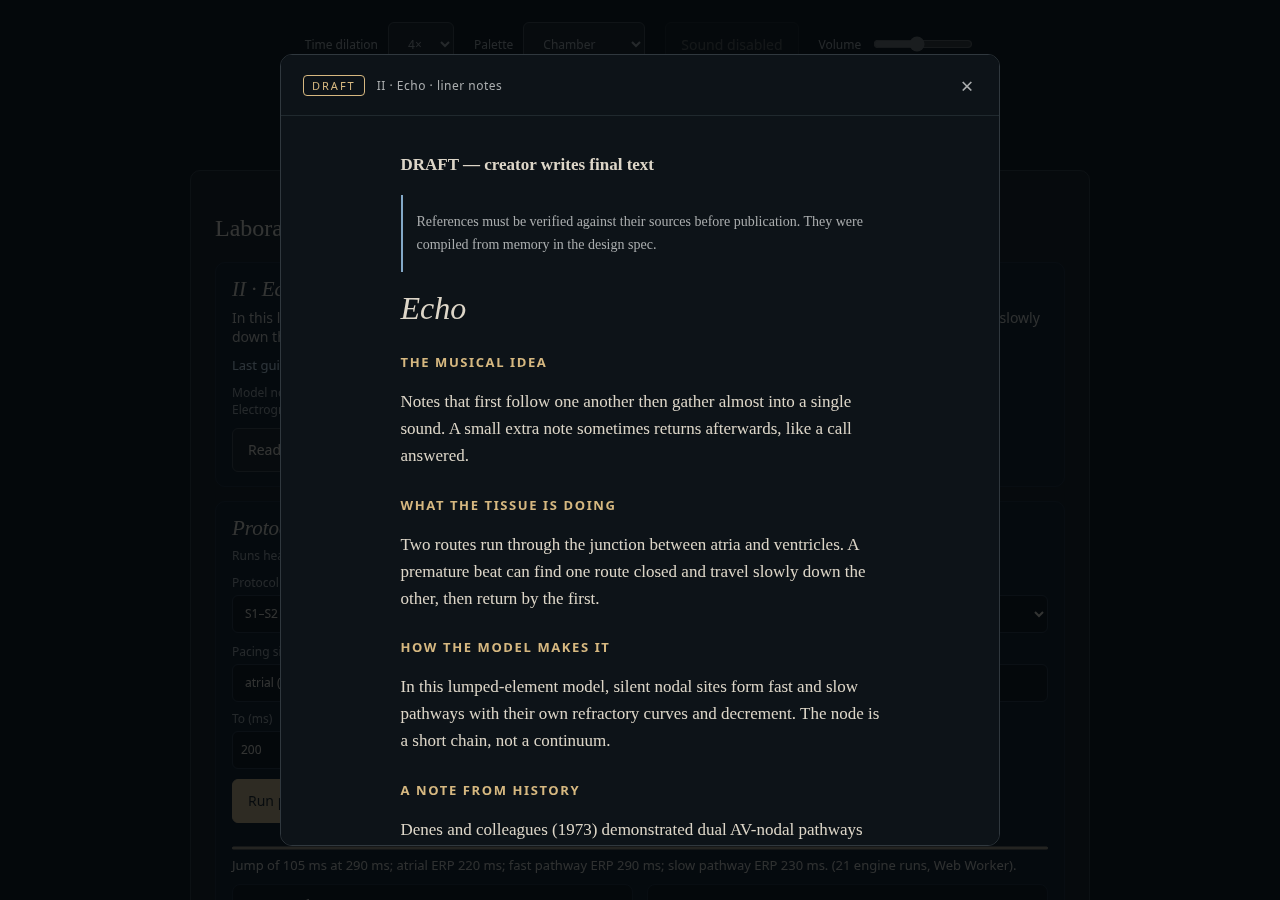 Time dilation 4× Palette Chamber Sound disabled Volume
DRAFT II · Echo · liner notes ✕
DRAFT — creator writes final text
References must be verified against their sources before publication. They were
compiled from memory in the design spec.
Echo
THE MUSICAL IDEA
Notes that first follow one another then gather almost into a single
sound. A small extra note sometimes returns afterwards, like a call
answered.
WHAT THE TISSUE IS DOING
Two routes run through the junction between atria and ventricles. A
premature beat can find one route closed and travel slowly down the
other, then return by the first.
HOW THE MODEL MAKES IT
In this lumped-element model, silent nodal sites form fast and slow
pathways with their own refractory curves and decrement. The node is
a short chain, not a continuum.
A NOTE FROM HISTORY
Denes and colleagues (1973) demonstrated dual AV-nodal pathways
II ·
In this
slowly
down
Last
Model
Read
Runs
Protocol
S1–S2
Pacing
atrial
To (ms)
200
Run
Jump of 105 ms at 290 ms; atrial ERP 220 ms; fast pathway ERP 290 ms; slow pathway ERP 230 ms. (21 engine runs, Web Worker).